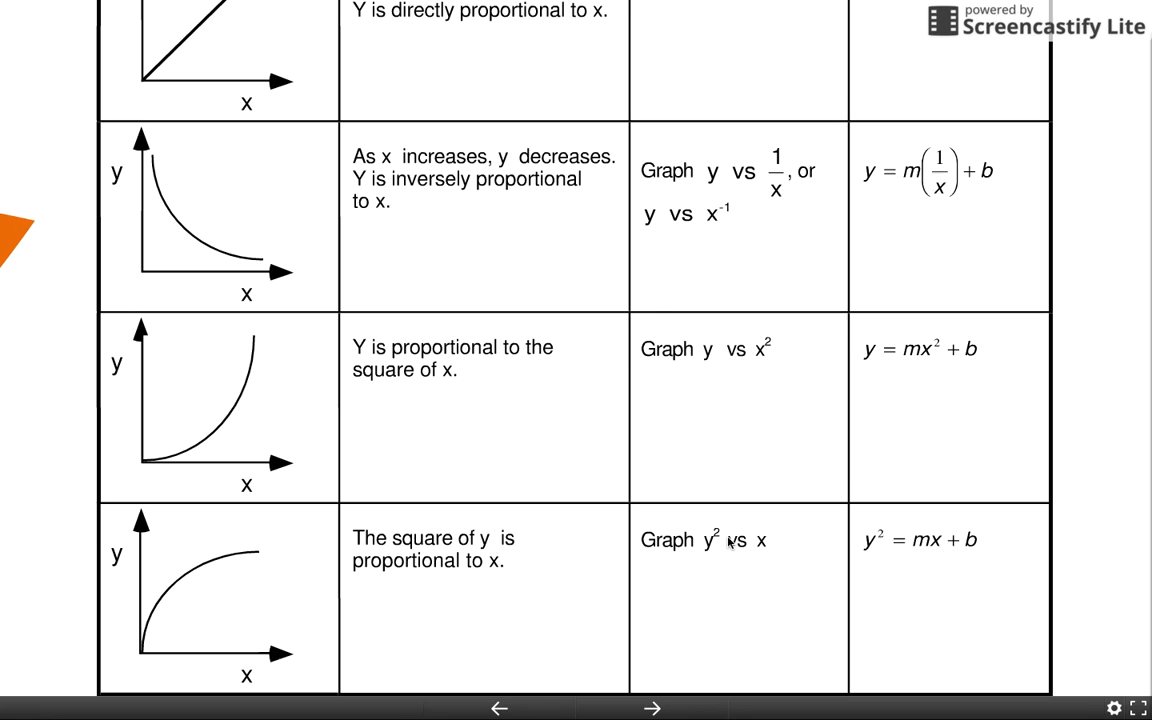 Y is directly proportional to x.
powered by
Screencastify Lite
x
y
As x increases, y decreases.
Y is inversely proportional
to x.
Graph y vs 1/x, or
y vs x⁻¹
y = m(1/x) + b
x
y
Y is proportional to the
square of x.
Graph y vs x²
y = mx² + b
x
y
The square of y is
proportional to x.
Graph y² vs x
y² = mx + b
x